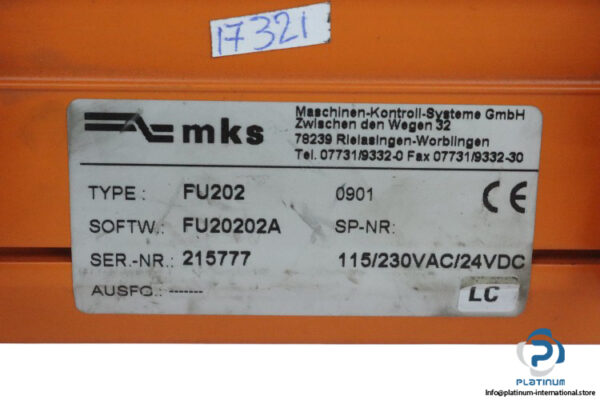 17321
mks
Maschinen-Kontroll-Systeme GmbH
Zwischen den Wegen 32
78239 Rielasingen-Worblingen
Tel. 07731/9332-0 Fax 07731/9332-30
TYPE : FU202 0901 CE
SOFTW.: FU20202A SP-NR:
SER.-NR.: 215777 115/230VAC/24VDC
AUSFG.: -------
LC
PLATINUM
Info@platinum-international.store